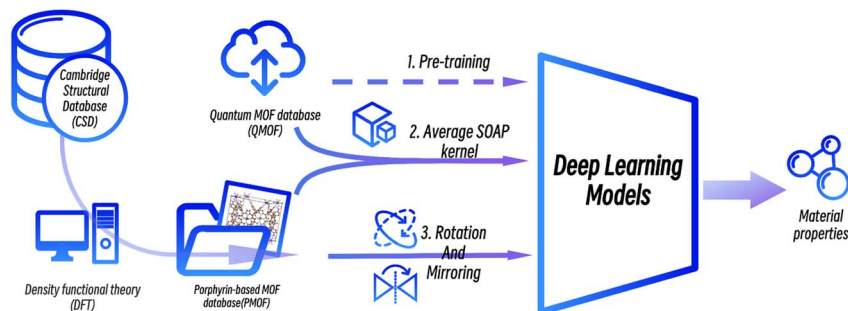 Cambridge
Structural
Database
(CSD)
Quantum MOF database
(QMOF)
1. Pre-training
2. Average SOAP
kernel
3. Rotation
And
Mirroring
Deep Learning
Models
Material
properties
Density functional theory
(DFT)
Porphyrin-based MOF
database(PMOF)